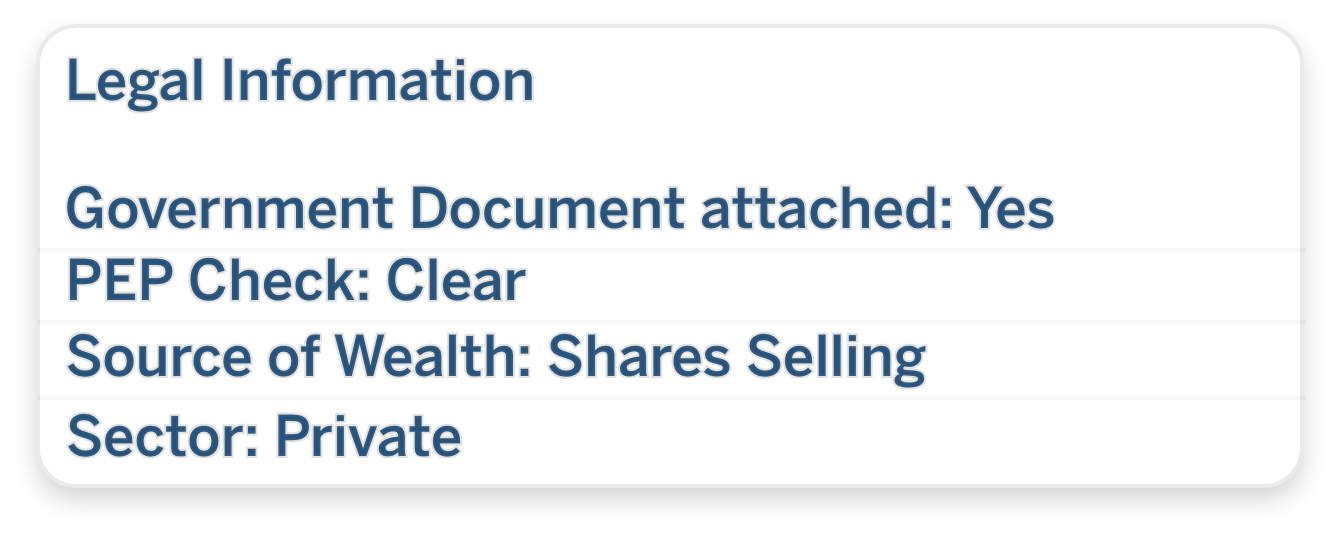 Legal Information
Government Document attached: Yes
PEP Check: Clear
Source of Wealth: Shares Selling
Sector: Private